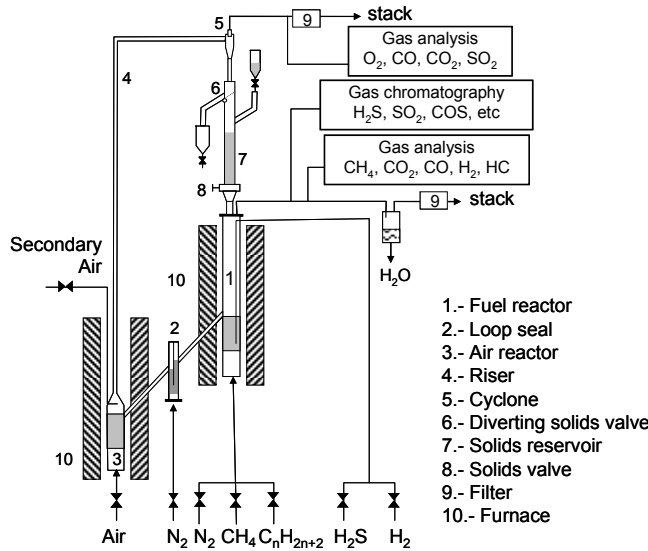 5
9
stack
Gas analysis
O2, CO, CO2, SO2
4
6
Gas chromatography
H2S, SO2, COS, etc
7
Gas analysis
CH4, CO2, CO, H2, HC
8
9
stack
Secondary
Air
10
1
H2O
2
3
10
1.- Fuel reactor
2.- Loop seal
3.- Air reactor
4.- Riser
5.- Cyclone
6.- Diverting solids valve
7.- Solids reservoir
8.- Solids valve
9.- Filter
10.- Furnace
Air N2 N2 CH4 CnH2n+2 H2S H2